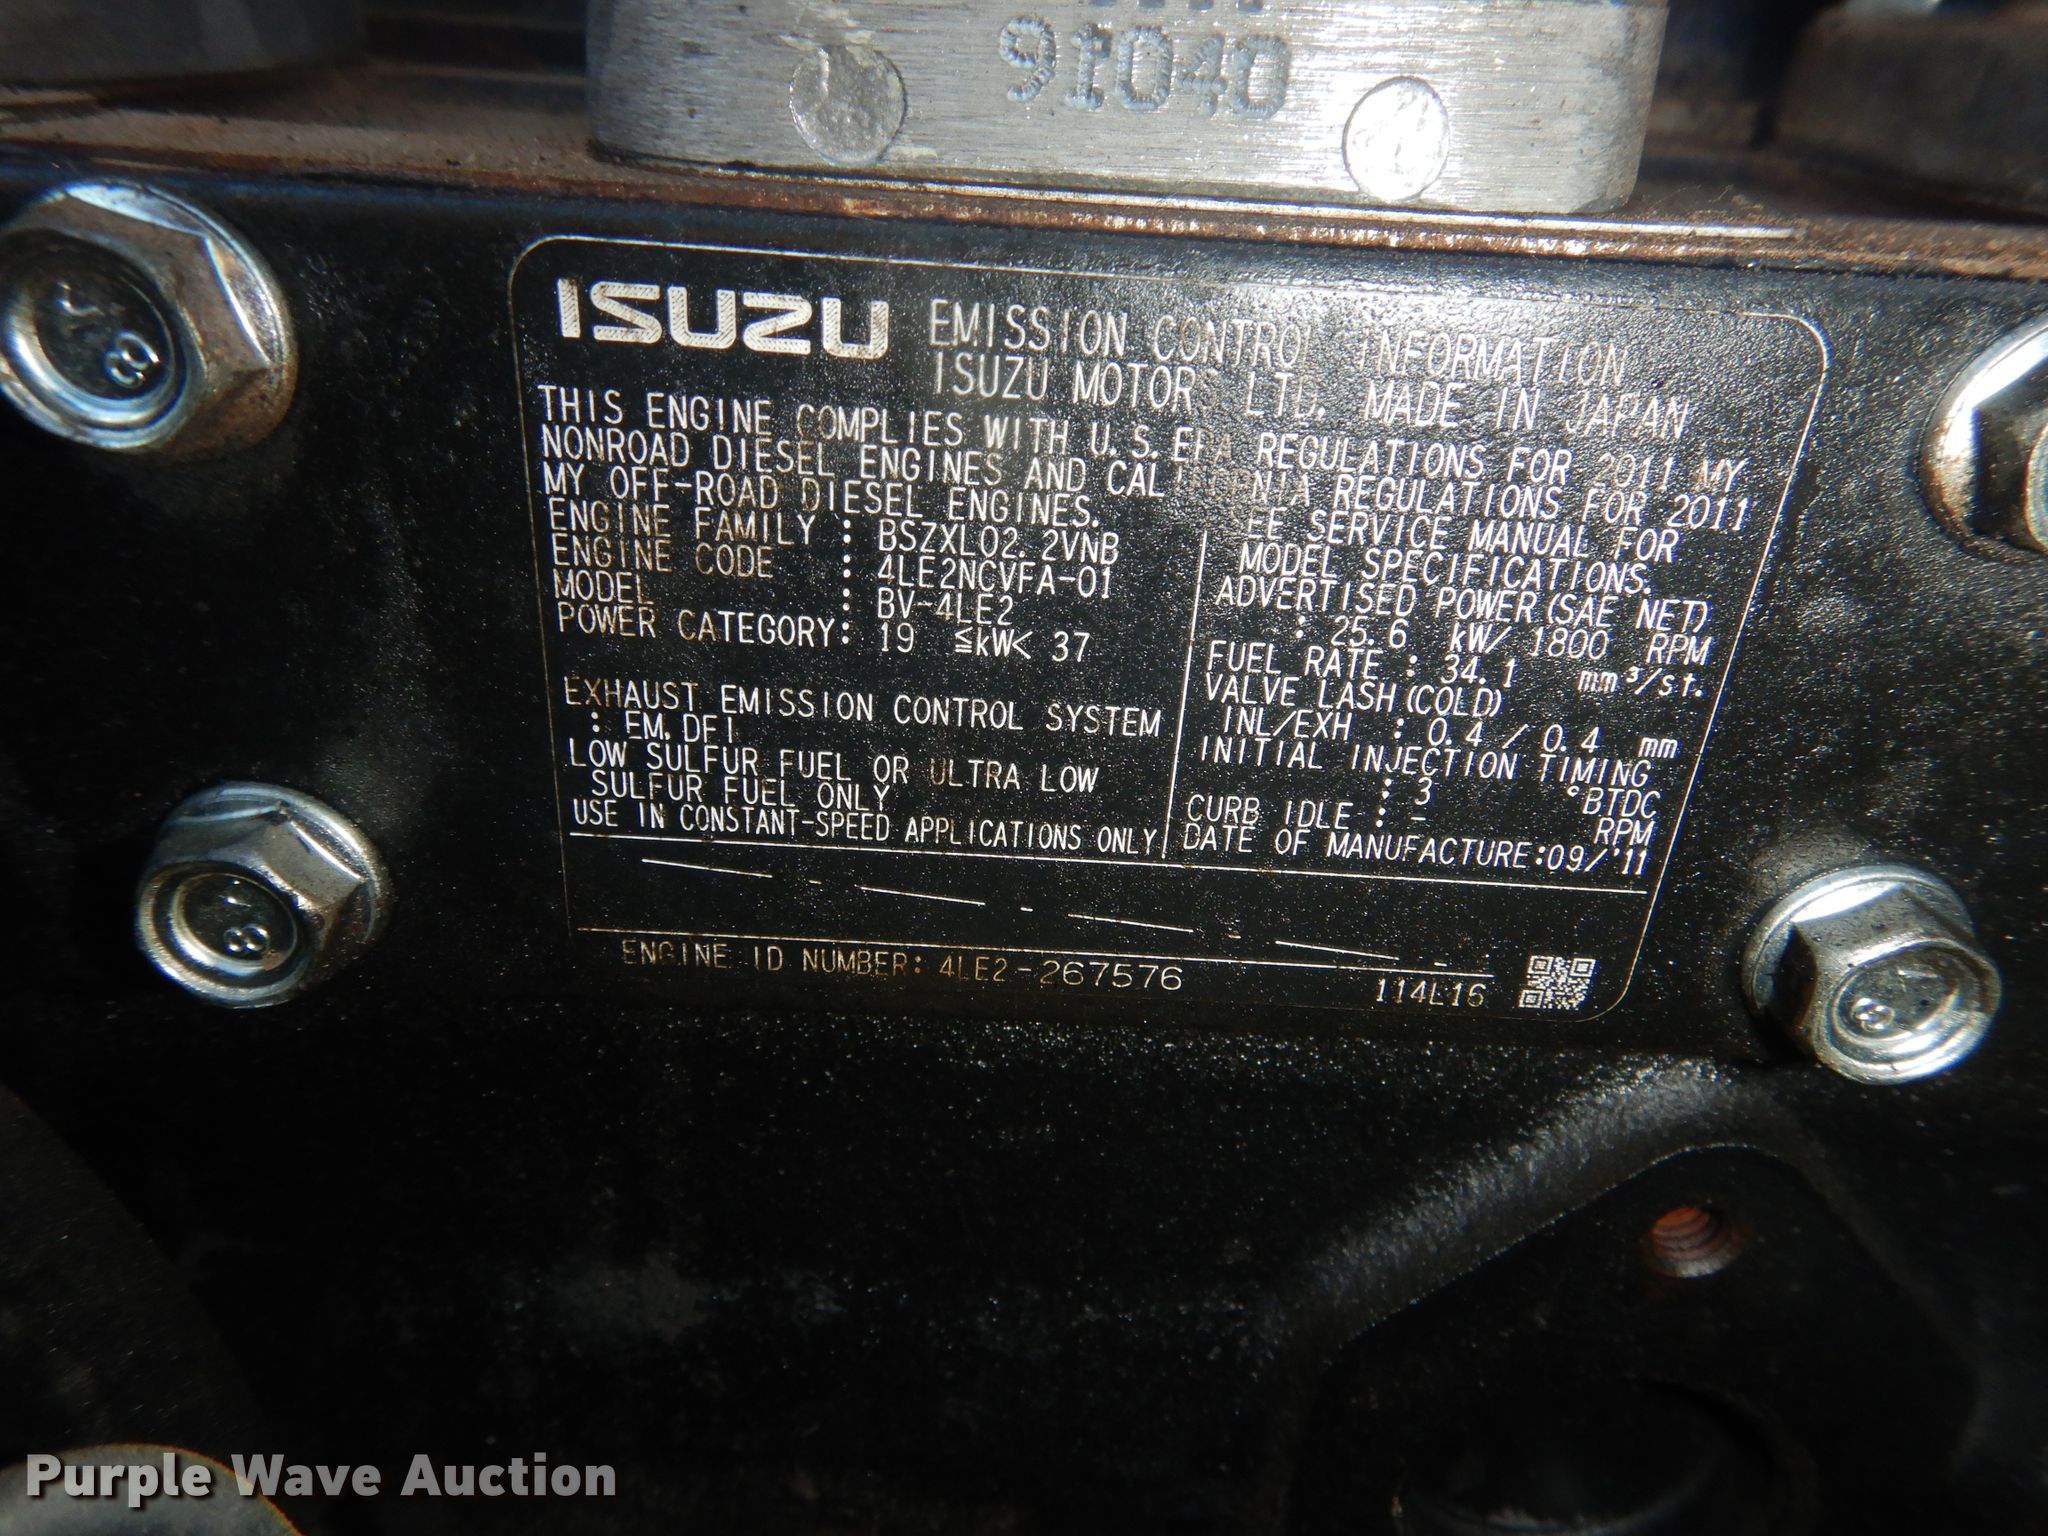 91040
ISUZU EMISSION CONTROL INFORMATION
ISUZU MOTOR LTD. MADE IN JAPAN
THIS ENGINE COMPLIES WITH U.S. EPA REGULATIONS FOR 2011 MY
NONROAD DIESEL ENGINES AND CALIFORNIA REGULATIONS FOR 2011
MY OFF-ROAD DIESEL ENGINES.
ENGINE FAMILY : BSZXL02.2VNB
ENGINE CODE : 4LE2NCVFA-01
MODEL : BV-4LE2
POWER CATEGORY: 19 ≦kW< 37
EXHAUST EMISSION CONTROL SYSTEM
: EM, DFI
LOW SULFUR FUEL OR ULTRA LOW
SULFUR FUEL ONLY
USE IN CONSTANT-SPEED APPLICATIONS ONLY
SERVICE MANUAL FOR
MODEL SPECIFICATIONS.
ADVERTISED POWER (SAE NET)
: 25.6 kW/ 1800 RPM
FUEL RATE : 34.1 mm³/st.
VALVE LASH (COLD)
INL/EXH : 0.4 / 0.4 mm
INITIAL INJECTION TIMING
: 3 °BTDC
CURB IDLE : - RPM
DATE OF MANUFACTURE:09/'11
ENGINE ID NUMBER: 4LE2-267576 114L16
8
8
8
Purple Wave Auction